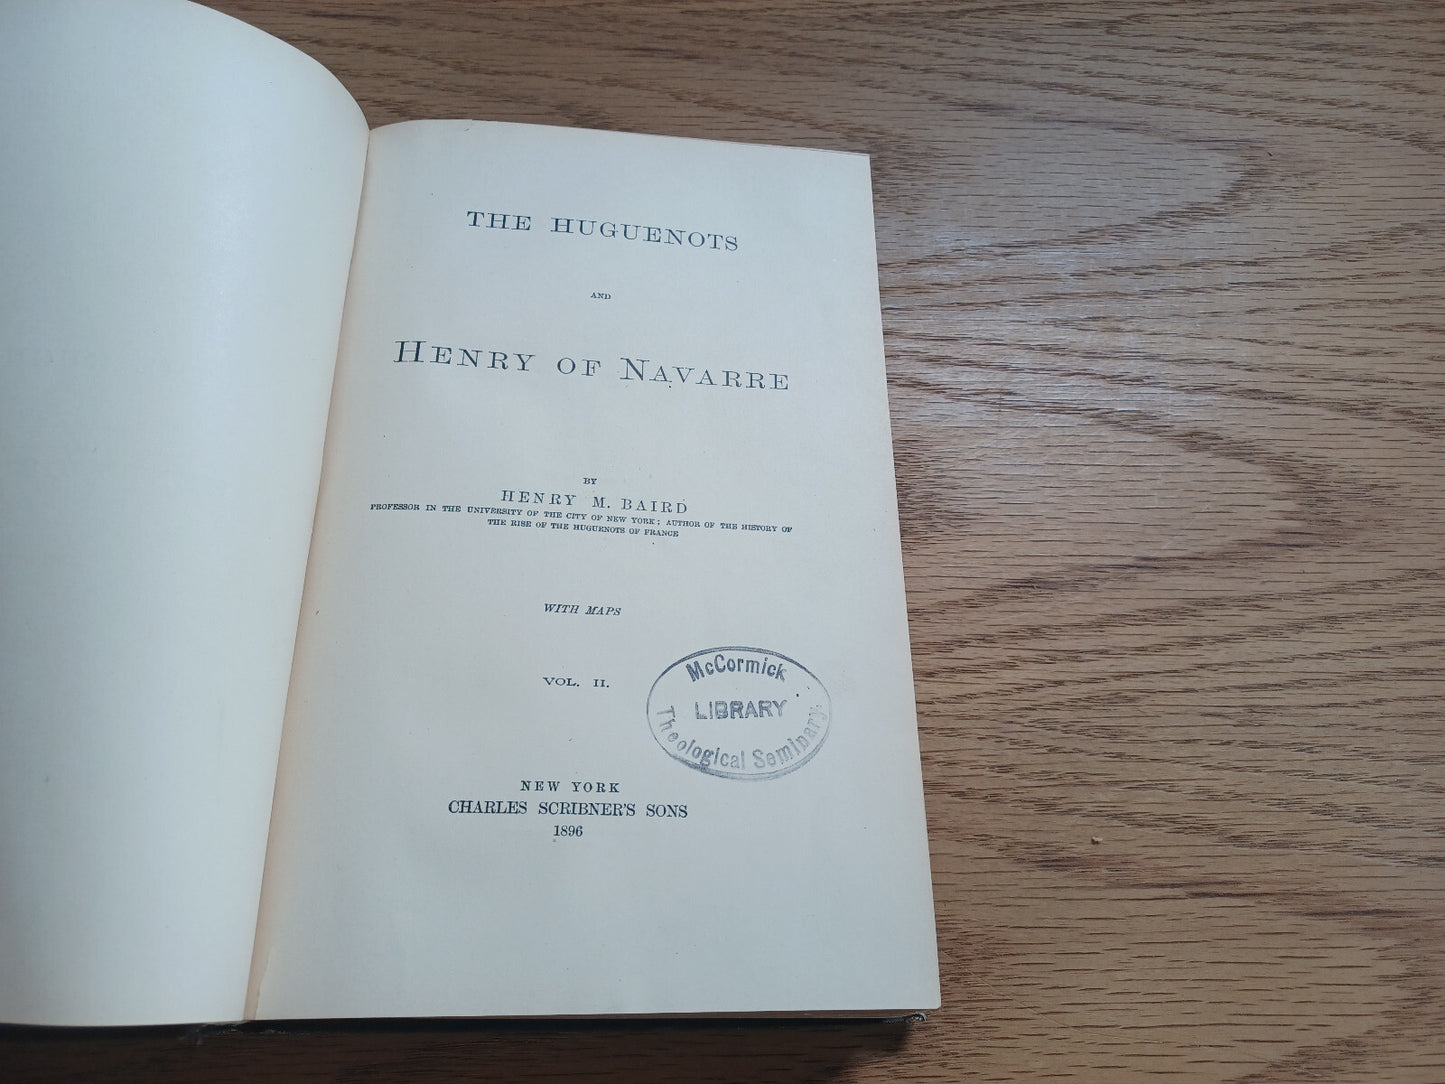 THE HUGUENOTS
AND
HENRY OF NAVARRE
BY
HENRY M. BAIRD
PROFESSOR IN THE UNIVERSITY OF THE CITY OF NEW YORK; AUTHOR OF THE HISTORY OF
THE RISE OF THE HUGUENOTS OF FRANCE
WITH MAPS
VOL. II.
McCormick
LIBRARY
Theological Seminary.
NEW YORK
CHARLES SCRIBNER'S SONS
1896